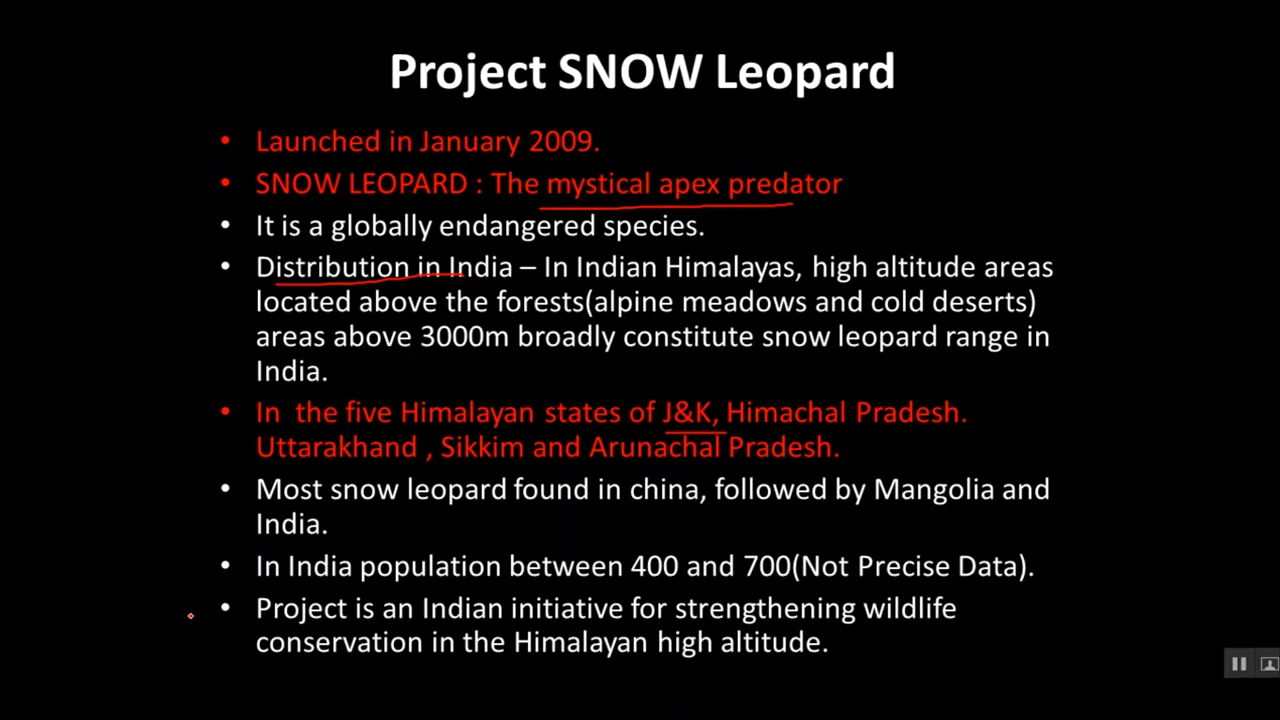 Project SNOW Leopard
• Launched in January 2009.
• SNOW LEOPARD : The mystical apex predator
• It is a globally endangered species.
• Distribution in India – In Indian Himalayas, high altitude areas
located above the forests(alpine meadows and cold deserts)
areas above 3000m broadly constitute snow leopard range in
India.
• In the five Himalayan states of J&K, Himachal Pradesh.
Uttarakhand , Sikkim and Arunachal Pradesh.
• Most snow leopard found in china, followed by Mangolia and
India.
• In India population between 400 and 700(Not Precise Data).
• Project is an Indian initiative for strengthening wildlife
conservation in the Himalayan high altitude.